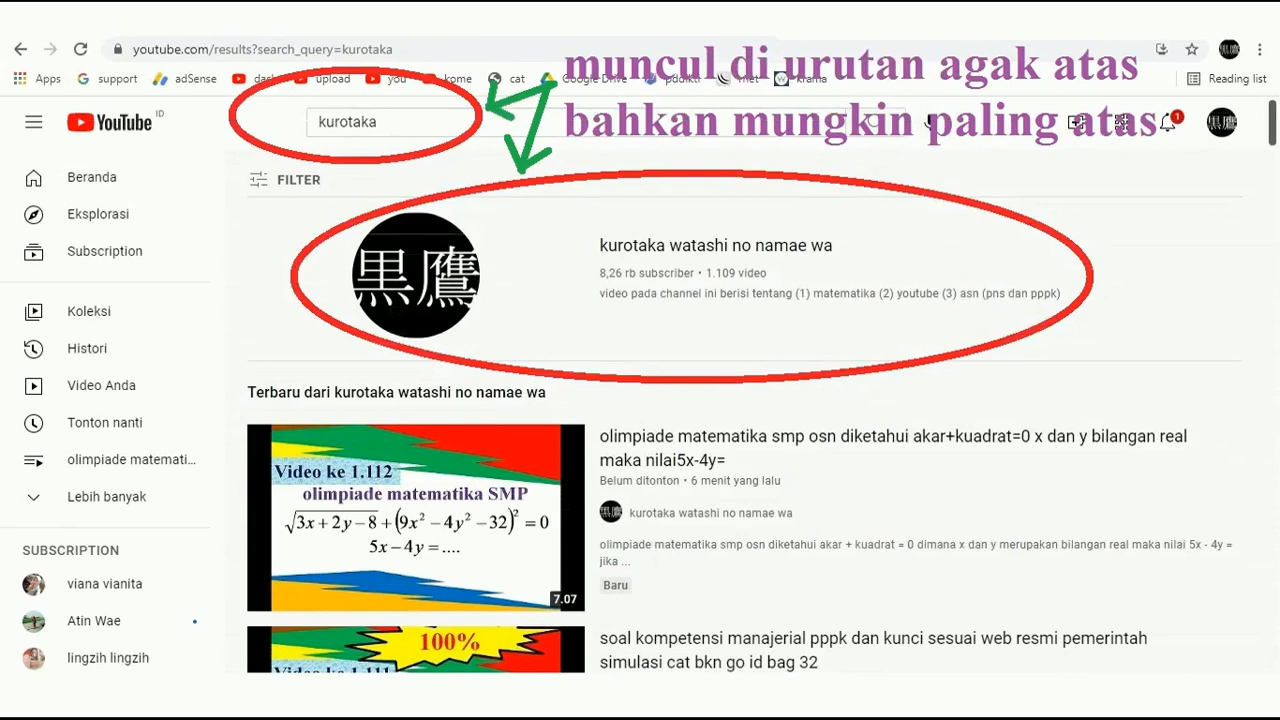 youtube.com/results?search_query=kurotaka
muncul di urutan agak atas
Apps support adSense upload you kome cat Google Drive krama Reading list
bahkan mungkin paling atas
YouTube ID
kurotaka
1
黒鷹
FILTER
Beranda
Eksplorasi
Subscription
Koleksi
Histori
Video Anda
Tonton nanti
olimpiade matemati...
Lebih banyak
SUBSCRIPTION
viana vianita
Atin Wae
lingzih lingzih
黒鷹
kurotaka watashi no namae wa
8,26 rb subscriber • 1.109 video
video pada channel ini berisi tentang (1) matematika (2) youtube (3) asn (pns dan pppk)
Terbaru dari kurotaka watashi no namae wa
Video ke 1.112
olimpiade matematika SMP
√3x+2y−8+(9x²−4y²−32)²=0
5x−4y=....
7.07
olimpiade matematika smp osn diketahui akar+kuadrat=0 x dan y bilangan real
maka nilai5x-4y=
Belum ditonton • 6 menit yang lalu
黒鷹 kurotaka watashi no namae wa
olimpiade matematika smp osn diketahui akar + kuadrat = 0 dimana x dan y merupakan bilangan real maka nilai 5x - 4y =
jika ...
Baru
100%
Video ke 1.111
soal kompetensi manajerial pppk dan kunci sesuai web resmi pemerintah
simulasi cat bkn go id bag 32